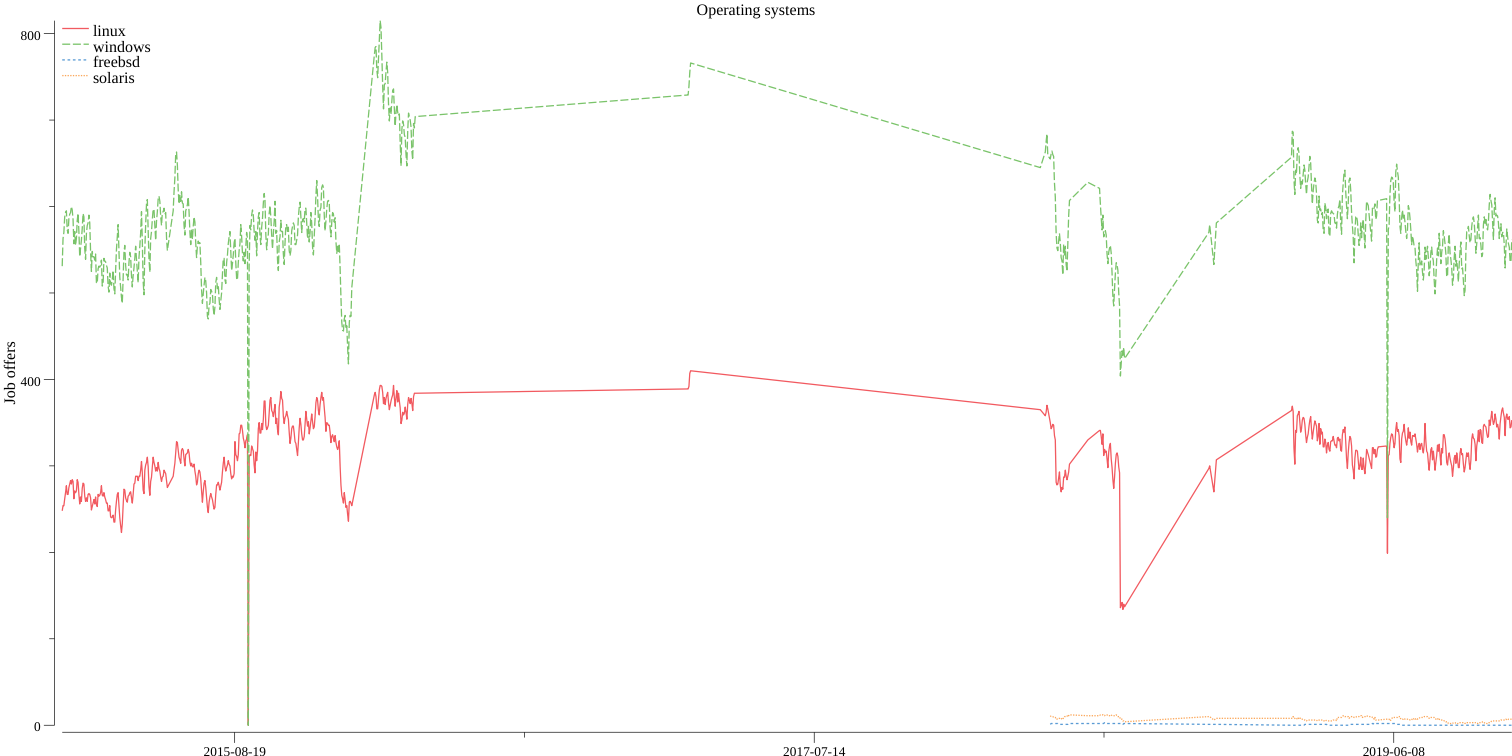 Operating systems
linux
windows
freebsd
solaris
800
400
0
Job offers
2015-08-19
2017-07-14
2019-06-08